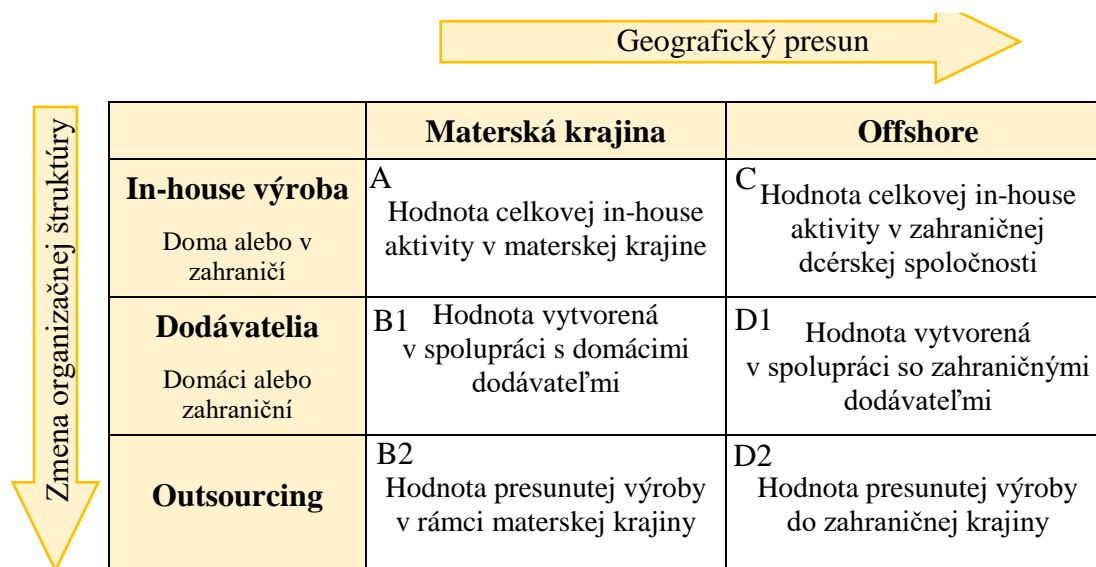 Geografický presun
Zmena organizačnej štruktúry
Materská krajina
Offshore
In-house výroba
Doma alebo v
zahraničí
A
Hodnota celkovej in-house
aktivity v materskej krajine
C
Hodnota celkovej in-house
aktivity v zahraničnej
dcérskej spoločnosti
Dodávatelia
Domáci alebo
zahraniční
B1
Hodnota vytvorená
v spolupráci s domácimi
dodávateľmi
D1
Hodnota vytvorená
v spolupráci so zahraničnými
dodávateľmi
Outsourcing
B2
Hodnota presunutej výroby
v rámci materskej krajiny
D2
Hodnota presunutej výroby
do zahraničnej krajiny